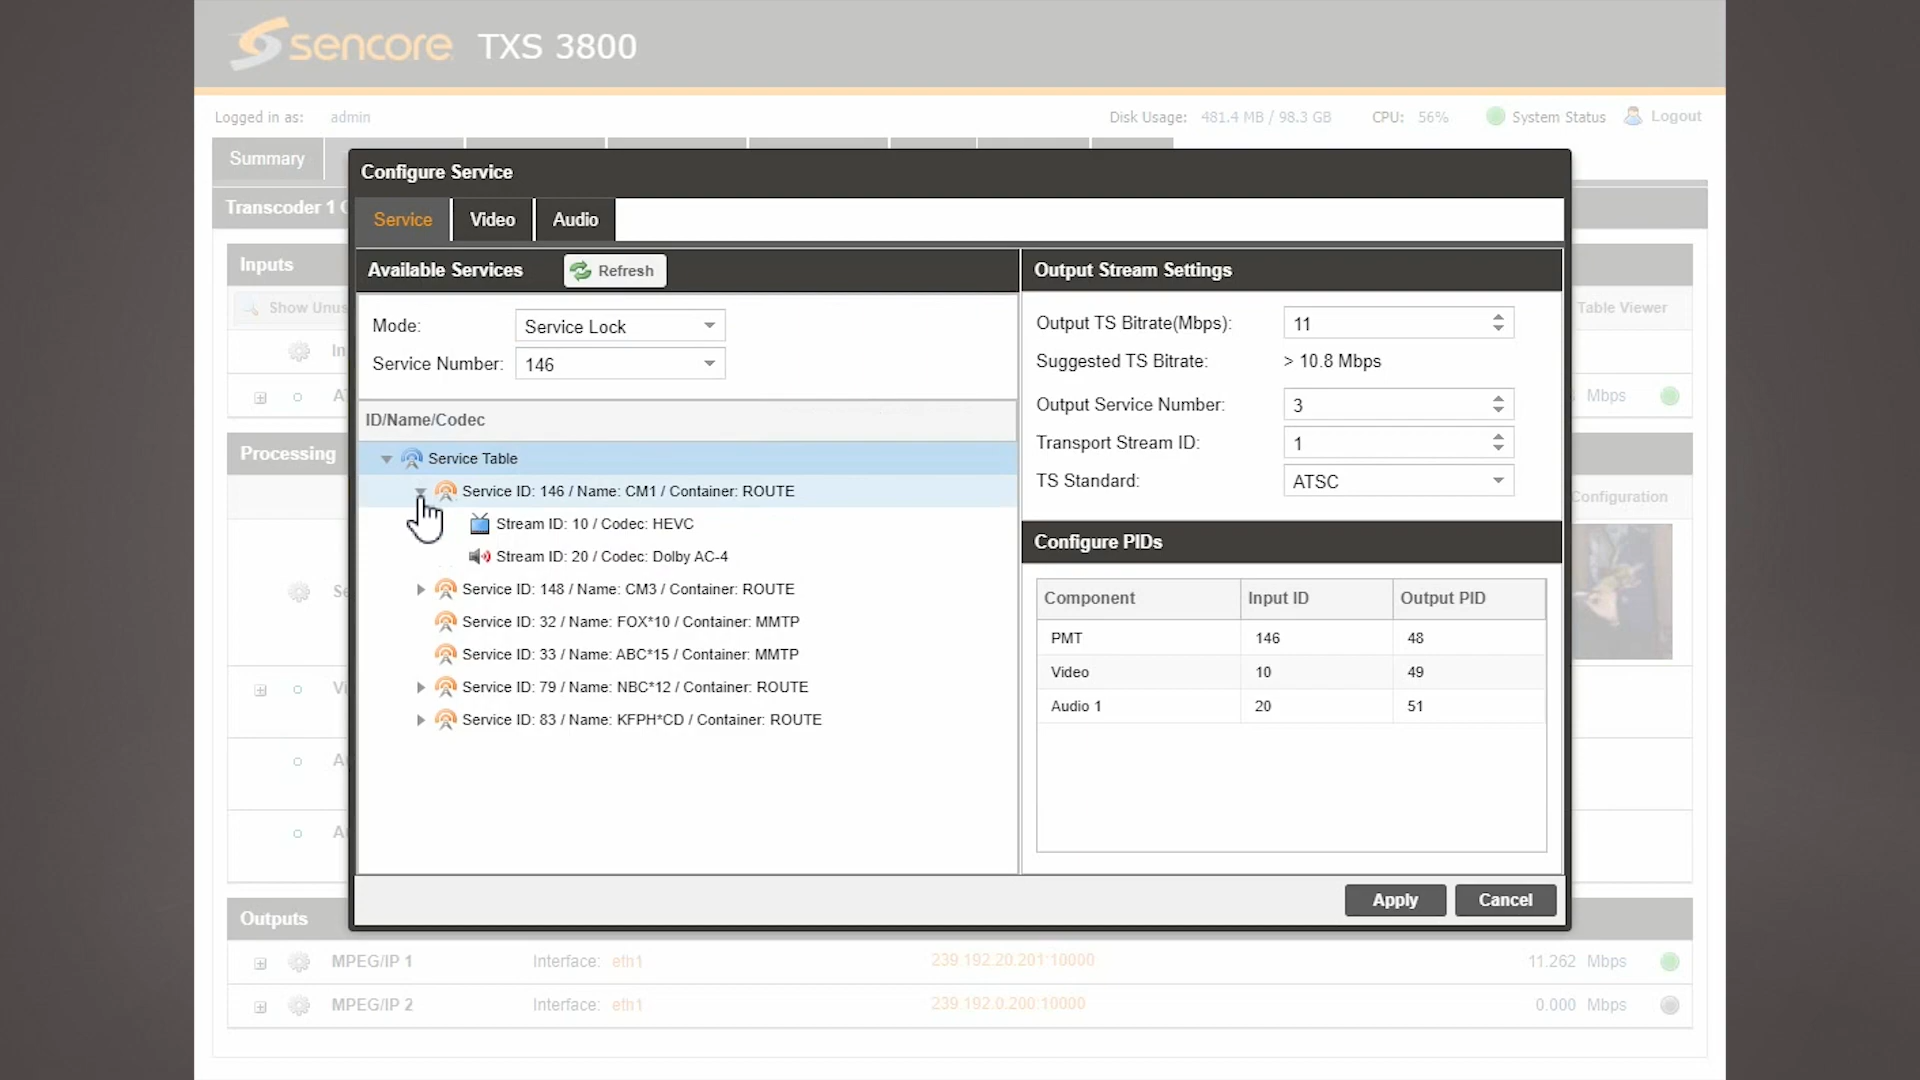 sencore TXS 3800
Logged in as: admin
Disk Usage: 481.4 MB / 98.3 GB CPU: 56% System Status Logout
Summary
Transcoder 1
Inputs
Show Unus
Table Viewer
Mbps
Processing
Configuration
Configure Service
Service Video Audio
Available Services Refresh
Mode: Service Lock
Service Number: 146
ID/Name/Codec
Service Table
Service ID: 146 / Name: CM1 / Container: ROUTE
Stream ID: 10 / Codec: HEVC
Stream ID: 20 / Codec: Dolby AC-4
Service ID: 148 / Name: CM3 / Container: ROUTE
Service ID: 32 / Name: FOX*10 / Container: MMTP
Service ID: 33 / Name: ABC*15 / Container: MMTP
Service ID: 79 / Name: NBC*12 / Container: ROUTE
Service ID: 83 / Name: KFPH*CD / Container: ROUTE
Output Stream Settings
Output TS Bitrate(Mbps): 11
Suggested TS Bitrate: > 10.8 Mbps
Output Service Number: 3
Transport Stream ID: 1
TS Standard: ATSC
Configure PIDs
Component Input ID Output PID
PMT 146 48
Video 10 49
Audio 1 20 51
Apply Cancel
Outputs
MPEG/IP 1 Interface: eth1 239.192.20.201:10000 11.262 Mbps
MPEG/IP 2 Interface: eth1 239.192.0.200:10000 0.000 Mbps